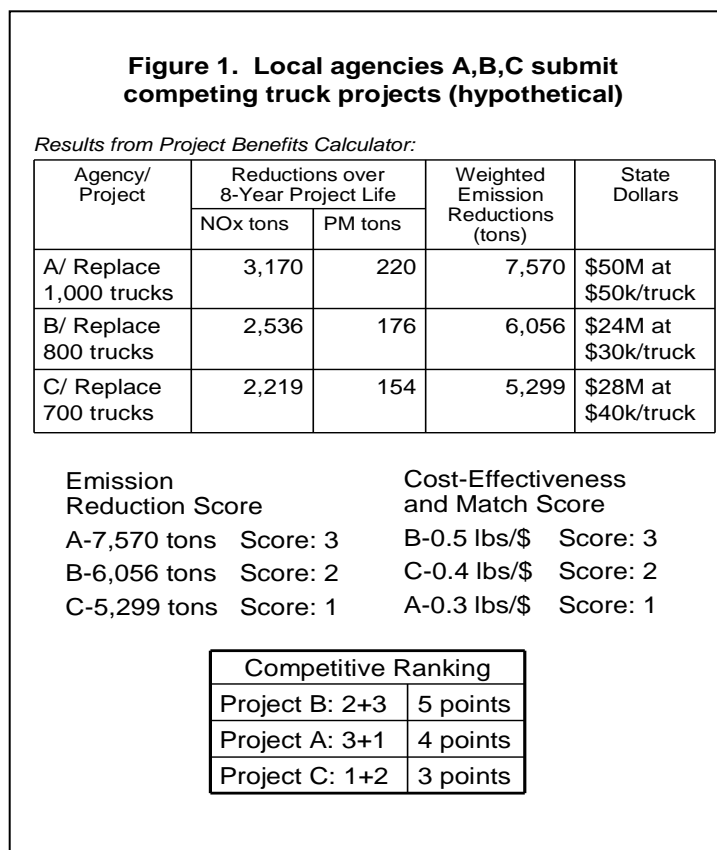 Figure 1.  Local agencies A,B,C submit
competing truck projects (hypothetical)
Results from Project Benefits Calculator:
Agency/
Project
Reductions over
8-Year Project Life
NOx tons
PM tons
Weighted
Emission
Reductions
(tons)
State
Dollars
A/ Replace
1,000 trucks
3,170
220
7,570
$50M at
$50k/truck
B/ Replace
800 trucks
2,536
176
6,056
$24M at
$30k/truck
C/ Replace
700 trucks
2,219
154
5,299
$28M at
$40k/truck
Emission
Reduction Score
A-7,570 tons   Score: 3
B-6,056 tons   Score: 2
C-5,299 tons   Score: 1
Cost-Effectiveness
and Match Score
B-0.5 lbs/$   Score: 3
C-0.4 lbs/$   Score: 2
A-0.3 lbs/$   Score: 1
Competitive Ranking
Project B: 2+3   5 points
Project A: 3+1   4 points
Project C: 1+2   3 points